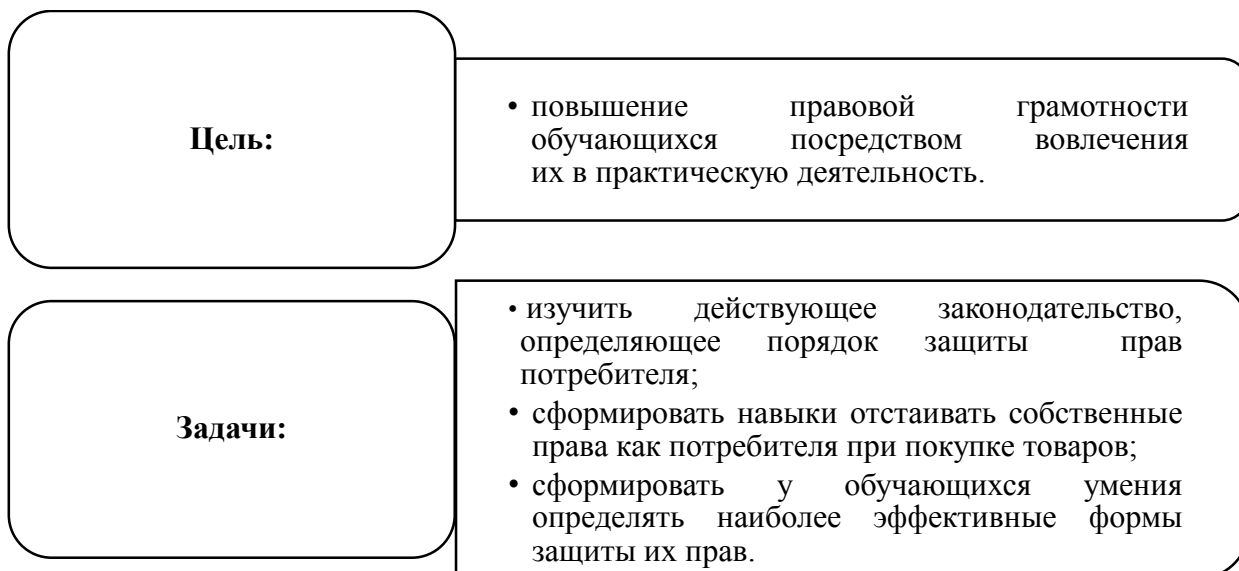 Цель:
• повышение правовой грамотности
обучающихся посредством вовлечения
их в практическую деятельность.
Задачи:
• изучить действующее законодательство,
определяющее порядок защиты прав
потребителя;
• сформировать навыки отстаивать собственные
права как потребителя при покупке товаров;
• сформировать у обучающихся умения
определять наиболее эффективные формы
защиты их прав.